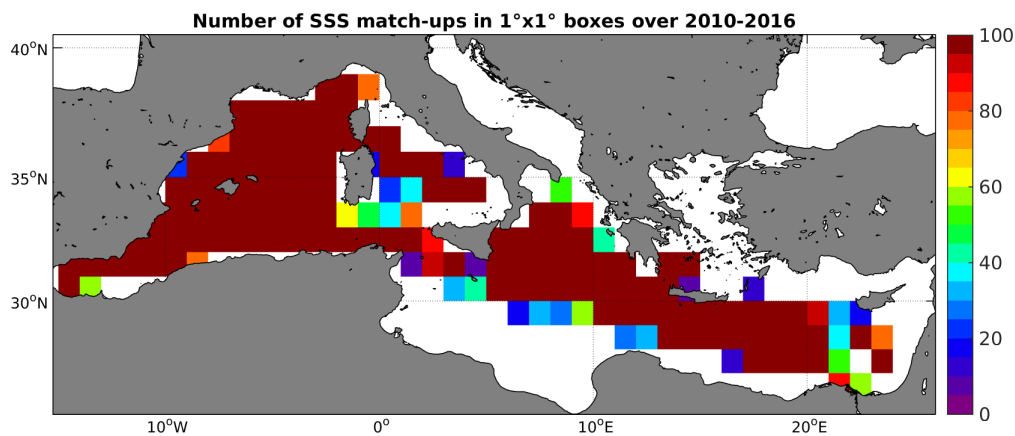 Number of SSS match-ups in 1°x1° boxes over 2010-2016
40°N
35°N
30°N
10°W
0°
10°E
20°E
100
80
60
40
20
0